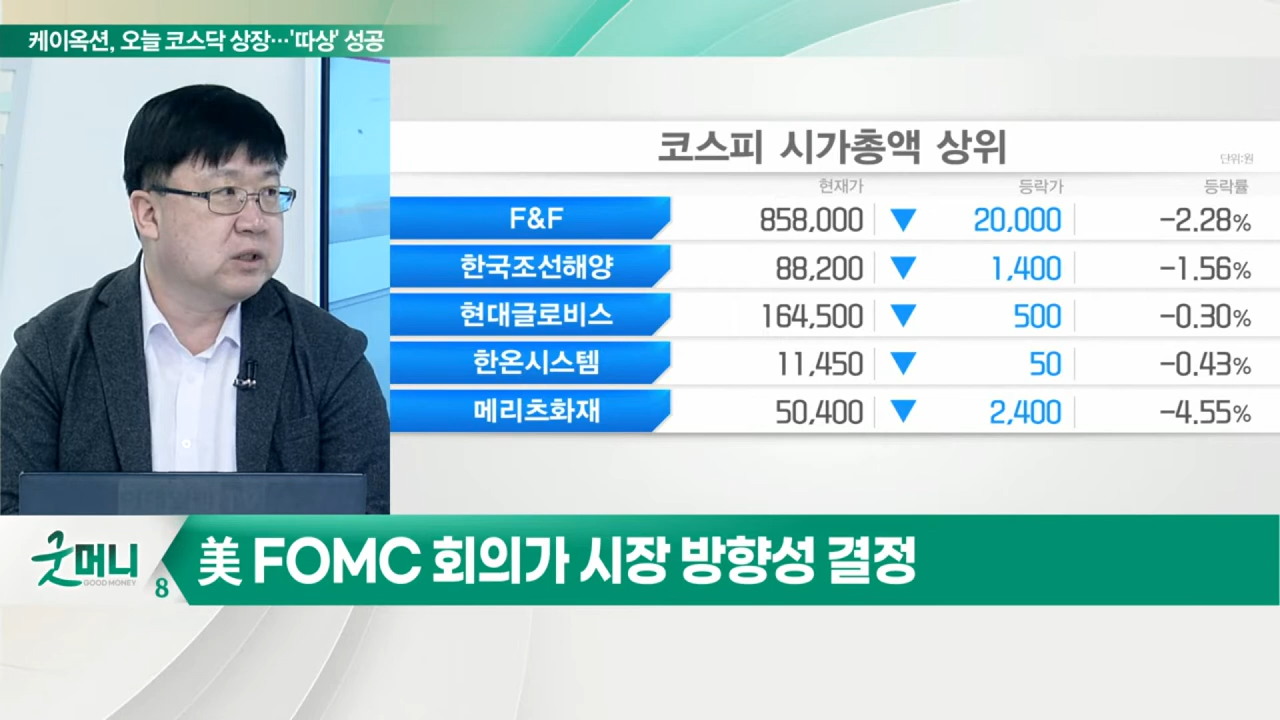 케이옥션, 오늘 코스닥 상장…'따상' 성공
코스피 시가총액 상위
단위:원
현재가 등락가 등락률
F&F 858,000 ▼ 20,000 -2.28%
한국조선해양 88,200 ▼ 1,400 -1.56%
현대글로비스 164,500 ▼ 500 -0.30%
한온시스템 11,450 ▼ 50 -0.43%
메리츠화재 50,400 ▼ 2,400 -4.55%
굿머니
GOOD MONEY
8
美 FOMC 회의가 시장 방향성 결정